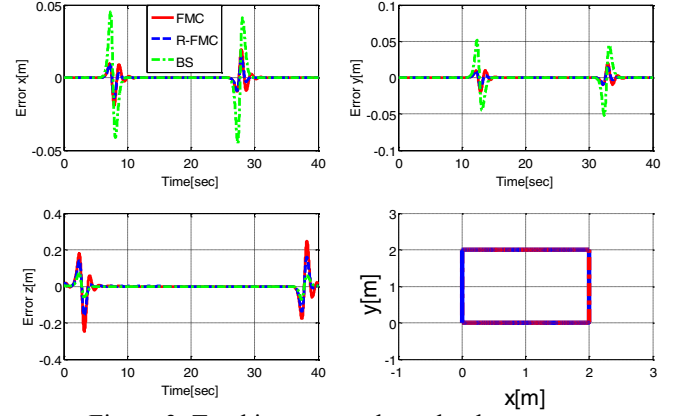 0.05
0
-0.05
0 10 20 30 40
Error x[m]
Time[sec]
FMC
R-FMC
BS
0.1
0.05
0
-0.05
-0.1
0 10 20 30 40
Error y[m]
Time[sec]
0.4
0.2
0
-0.2
-0.4
0 10 20 30 40
Error z[m]
Time[sec]
3
2
1
0
-1
-1 0 1 2 3
y[m]
x[m]